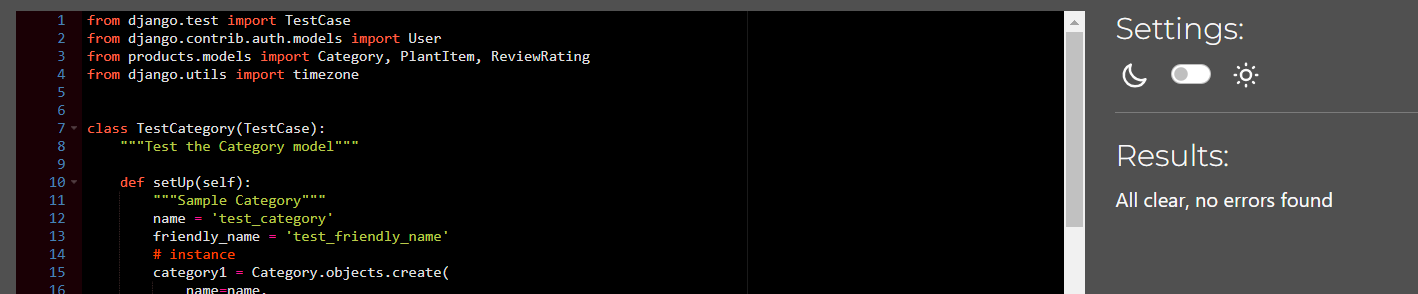 1 from django.test import TestCase
2 from django.contrib.auth.models import User
3 from products.models import Category, PlantItem, ReviewRating
4 from django.utils import timezone
5
6
7 class TestCategory(TestCase):
8     """Test the Category model"""
9
10     def setUp(self):
11         """Sample Category"""
12         name = 'test_category'
13         friendly_name = 'test_friendly_name'
14         # instance
15         category1 = Category.objects.create(
16             name=name,
Settings:
Results:
All clear, no errors found